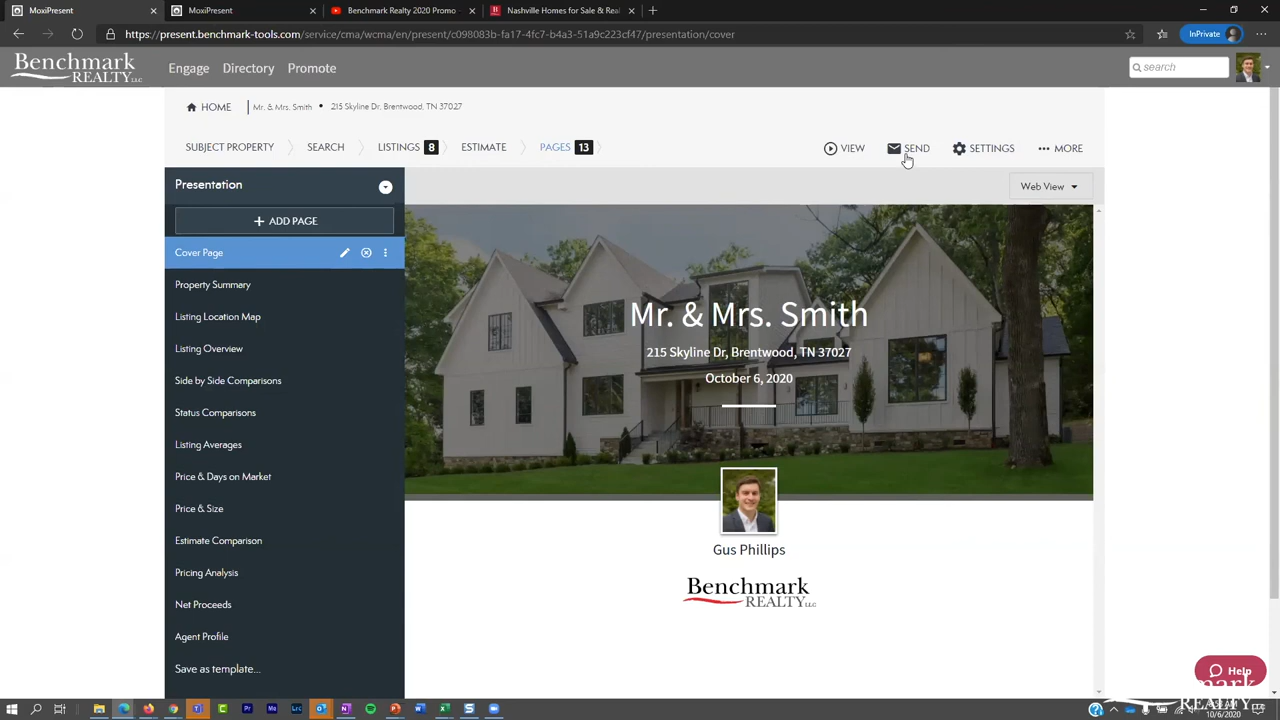 MoxiPresent
MoxiPresent
Benchmark Realty 2020 Promo
Nashville Homes for Sale & Real
https://present.benchmark-tools.com/service/cma/wcma/en/present/c098083b-fa17-4fc7-b4a3-51a9c223cf47/presentation/cover
InPrivate
Benchmark
REALTY LLC
Engage
Directory
Promote
search
HOME
Mr. & Mrs. Smith • 215 Skyline Dr, Brentwood, TN 37027
SUBJECT PROPERTY
SEARCH
LISTINGS 8
ESTIMATE
PAGES 13
VIEW
SEND
SETTINGS
MORE
Presentation
Web View
+ ADD PAGE
Cover Page
Property Summary
Listing Location Map
Listing Overview
Side by Side Comparisons
Status Comparisons
Listing Averages
Price & Days on Market
Price & Size
Estimate Comparison
Pricing Analysis
Net Proceeds
Agent Profile
Save as template...
Mr. & Mrs. Smith
215 Skyline Dr, Brentwood, TN 37027
October 6, 2020
Gus Phillips
Benchmark
REALTY LLC
Help
REALTY LLC
10/6/2020